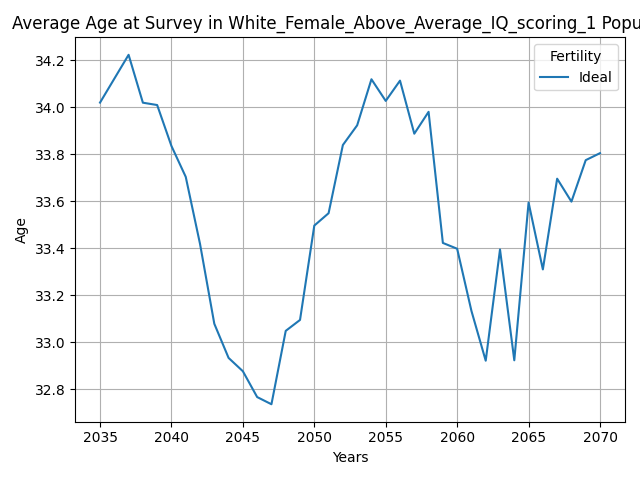 Average Age at Survey in White_Female_Above_Average_IQ_scoring_1 Popu
Fertility
Ideal
34.2
34.0
33.8
33.6
33.4
33.2
33.0
32.8
Age
2035 2040 2045 2050 2055 2060 2065 2070
Years